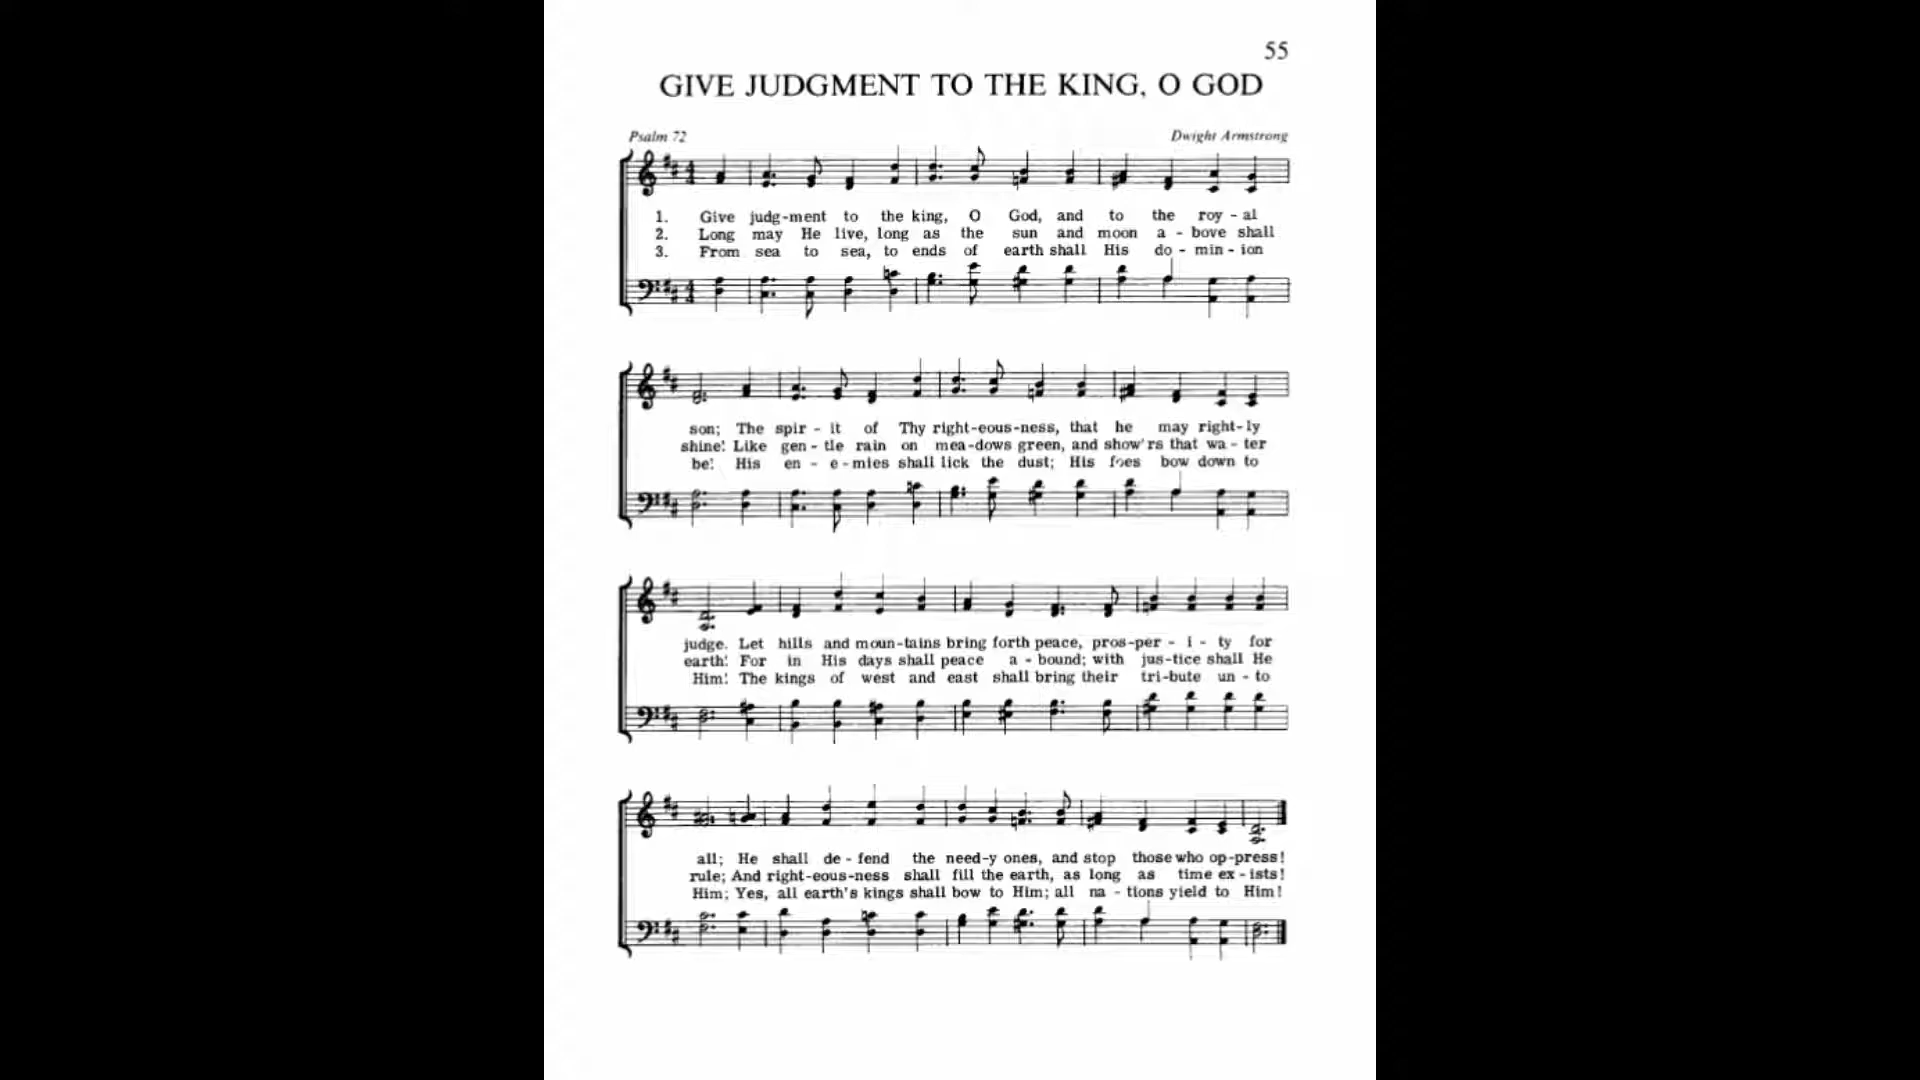 55
GIVE JUDGMENT TO THE KING, O GOD
Psalm 72 Dwight Armstrong
1. Give judg-ment to the king, O God, and to the roy - al
2. Long may He live, long as the sun and moon a - bove shall
3. From sea to sea, to ends of earth shall His do - min - ion
son; The spir - it of Thy right-eous-ness, that he may right-ly
shine! Like gen - tle rain on mea-dows green, and show'rs that wa - ter
be! His en - e - mies shall lick the dust; His foes bow down to
judge. Let hills and moun-tains bring forth peace, pros-per - i - ty for
earth! For in His days shall peace a - bound; with jus-tice shall He
Him! The kings of west and east shall bring their tri-bute un - to
all; He shall de - fend the need-y ones, and stop those who op-press!
rule; And right-eous-ness shall fill the earth, as long as time ex - ists!
Him; Yes, all earth's kings shall bow to Him; all na - tions yield to Him!